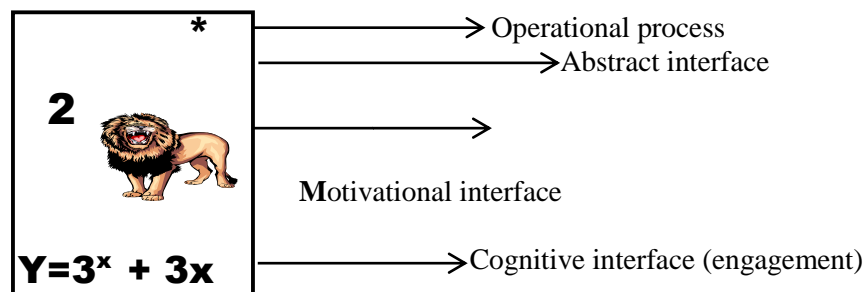 *
Operational process
Abstract interface
2
Motivational interface
Y=3ˣ + 3x
Cognitive interface (engagement)